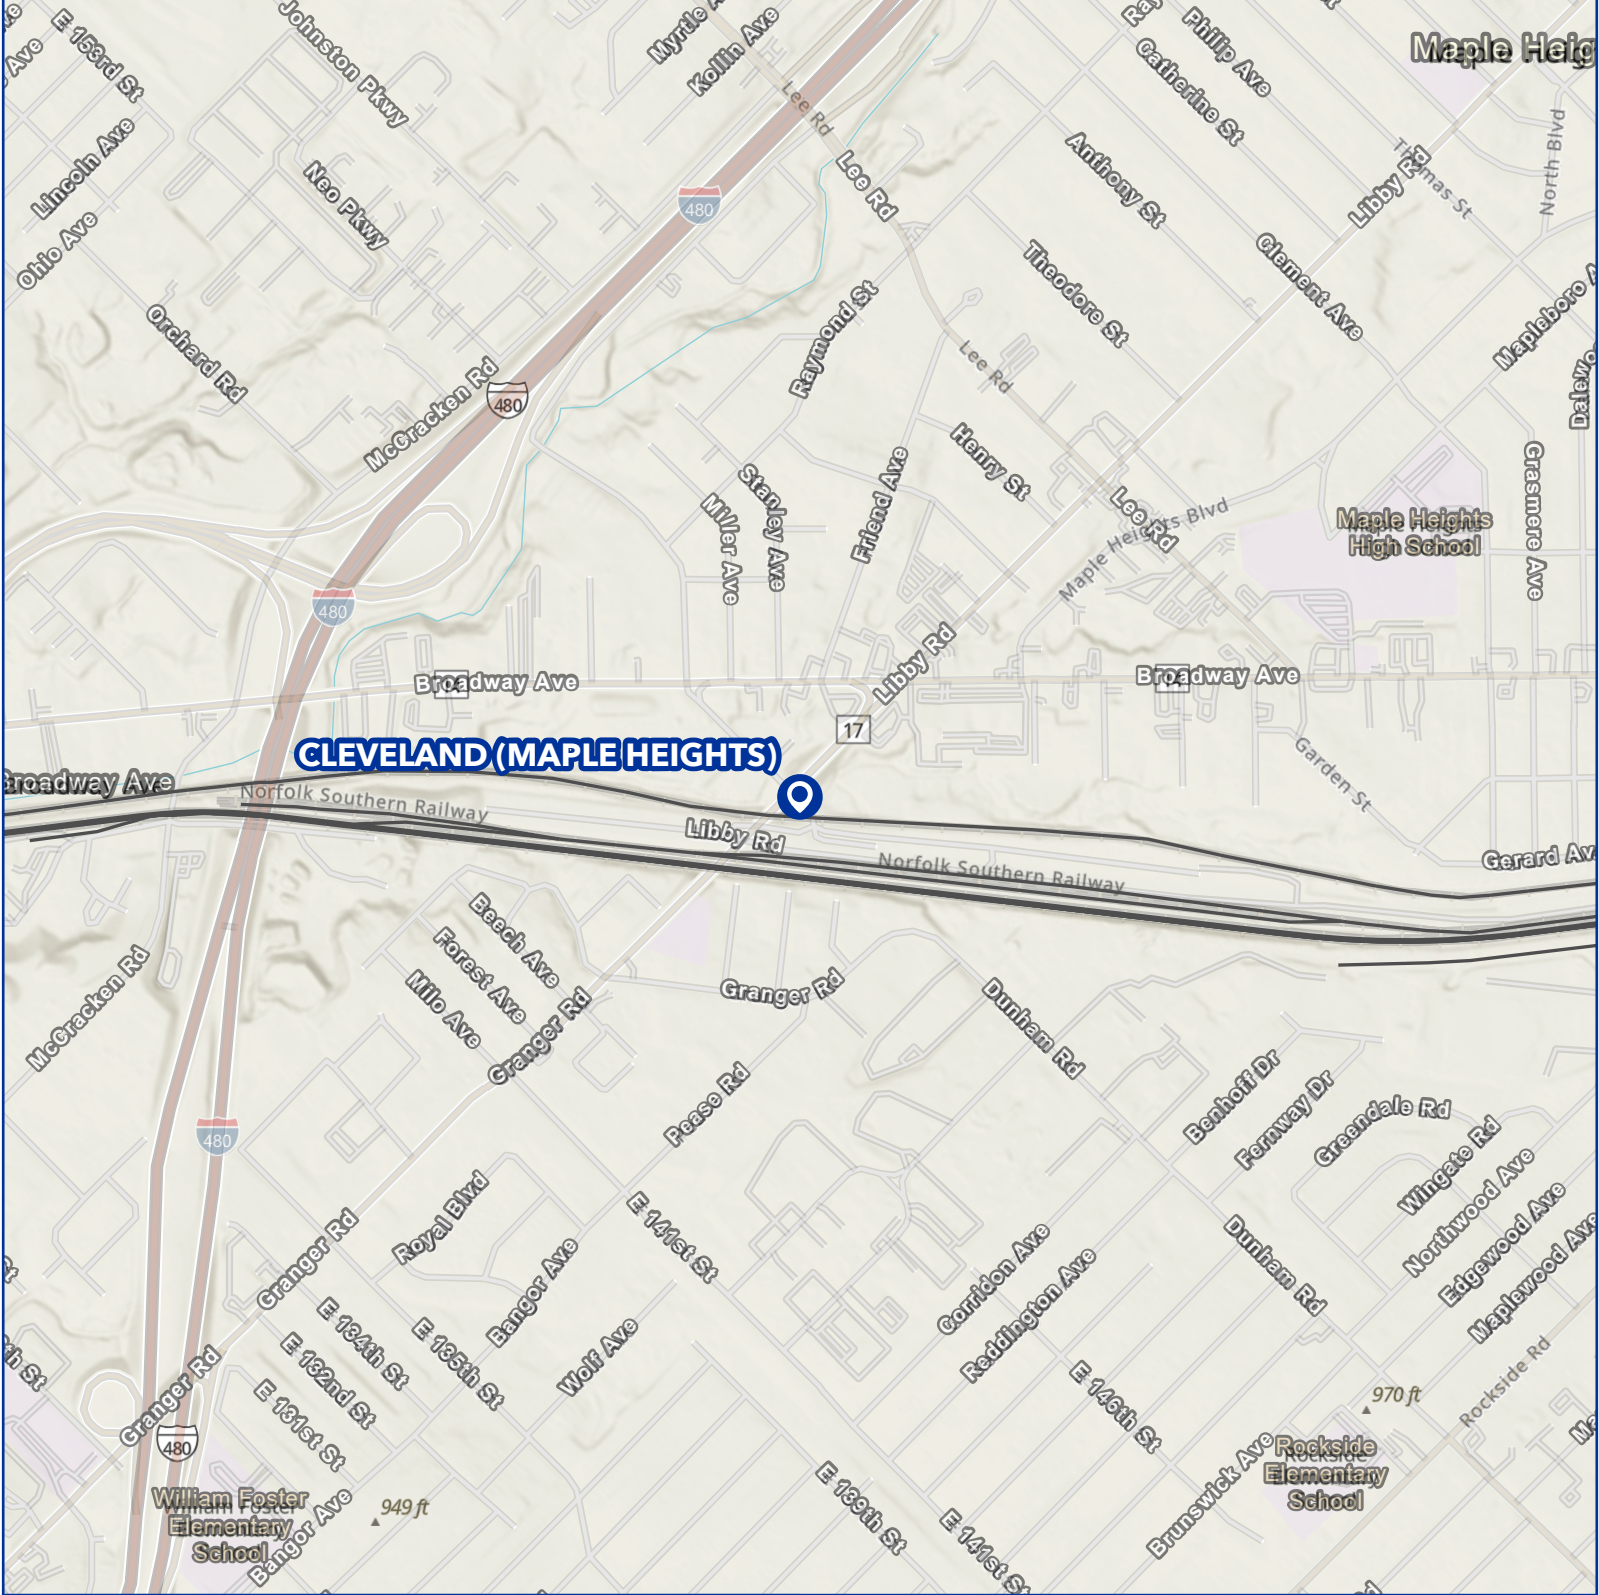 E 153rd St
Johnston Pkwy
Kollin Ave
Lee Rd
Philip Ave
Catherine St
Maple Heig
Lincoln Ave
Neo Pkwy
480
Lee Rd
Anthony St
Libby Rd
Thomas St
North Blvd
Ohio Ave
Orchard Rd
Raymond St
Theodore St
Clement Ave
McCracken Rd
480
Lee Rd
Henry St
Friend Ave
Stanley Ave
Miller Ave
Lee Rd
Maple Heights Blvd
Maple Heights
High School
Grasmere Ave
480
Broadway Ave
Libby Rd
Broadway Ave
17
CLEVELAND (MAPLE HEIGHTS)
Broadway Ave
Norfolk Southern Railway
Libby Rd
Norfolk Southern Railway
Garden St
Gerard Av
McCracken Rd
Beech Ave
Forest Ave
Milo Ave
Granger Rd
Granger Rd
Dunham Rd
Pease Rd
Benhoff Dr
Fernway Dr
Greendale Rd
Wingate Rd
Northwood Ave
Edgewood Ave
Maplewood Ave
480
Royal Blvd
Granger Rd
E 141st St
Bangor Ave
Corridon Ave
Reddington Ave
Dunham Rd
Rockside Rd
E 134th St
E 135th St
E 132nd St
Wolf Ave
E 131st St
Granger Rd
480
E 146th St
970 ft
Rockside
Elementary
School
Brunswick Ave
William Foster
Elementary
School
Bangor Ave
949 ft
E 139th St
E 141st St